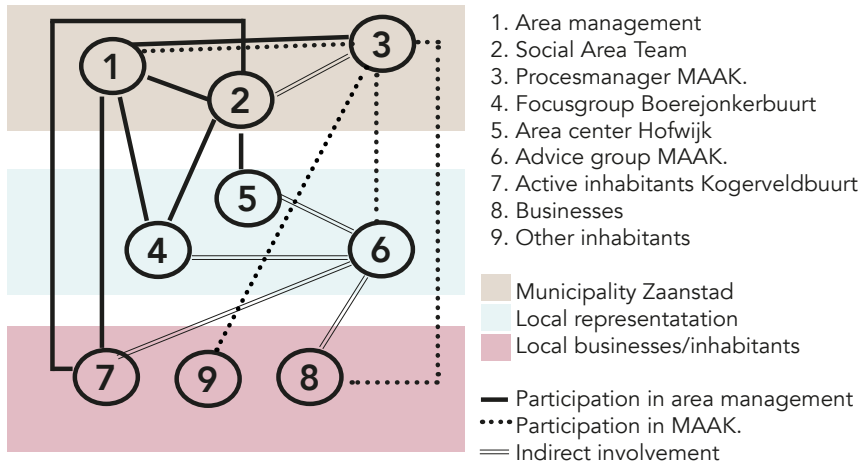 1
2
3
4
5
6
7
9
8
1. Area management
2. Social Area Team
3. Procesmanager MAAK.
4. Focusgroup Boerejonkerbuurt
5. Area center Hofwijk
6. Advice group MAAK.
7. Active inhabitants Kogerveldbuurt
8. Businesses
9. Other inhabitants
Municipality Zaanstad
Local representatation
Local businesses/inhabitants
Participation in area management
Participation in MAAK.
Indirect involvement